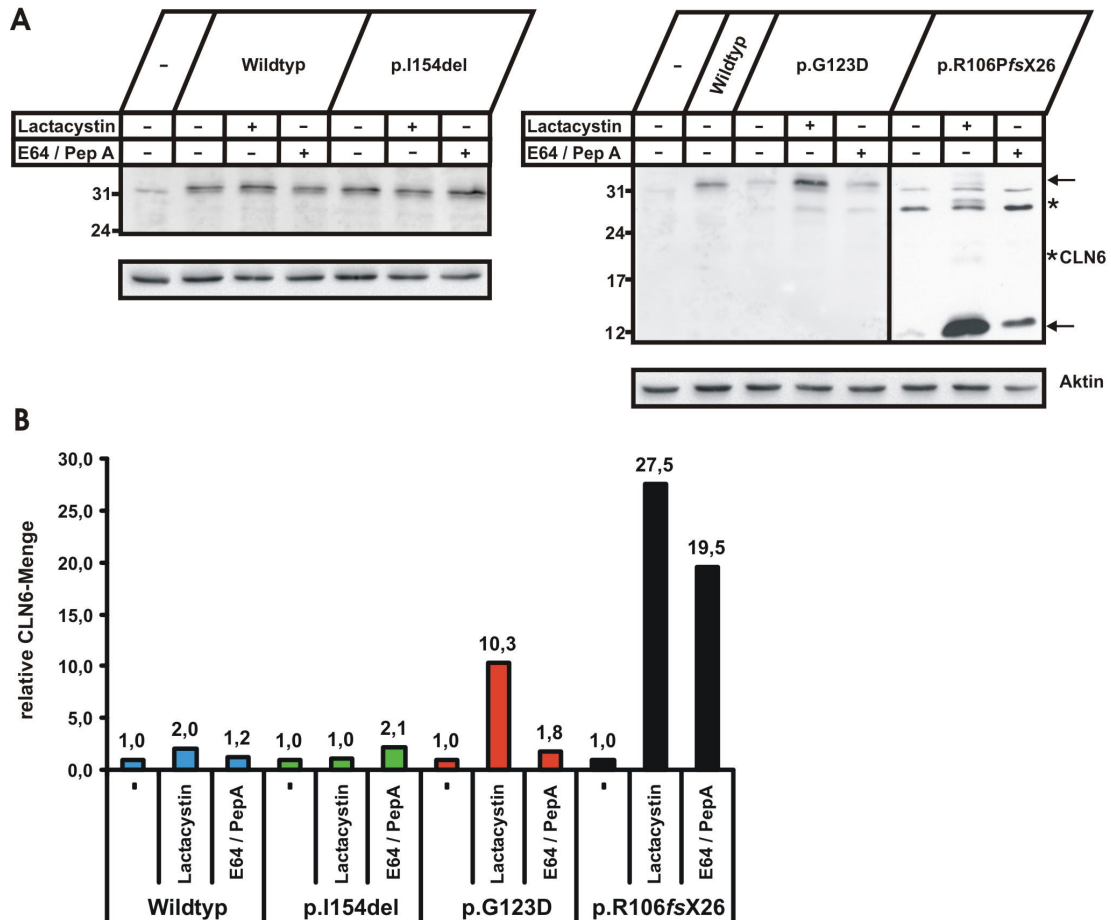 A
– Wildtyp p.I154del
Lactacystin – – + – – + –
E64 / Pep A – – – + – – +
31
24
– Wildtyp p.G123D p.R106PfsX26
Lactacystin – – – + – – + –
E64 / Pep A – – – – + – – +
31
24
17
12
*
*CLN6
Aktin
B
relative CLN6-Menge
30,0
25,0
20,0
15,0
10,0
5,0
0,0
1,0 2,0 1,2 1,0 1,0 2,1 1,0 10,3 1,8 1,0 27,5 19,5
- Lactacystin E64 / PepA - Lactacystin E64 / PepA - Lactacystin E64 / PepA - Lactacystin E64 / PepA
Wildtyp p.I154del p.G123D p.R106fsX26